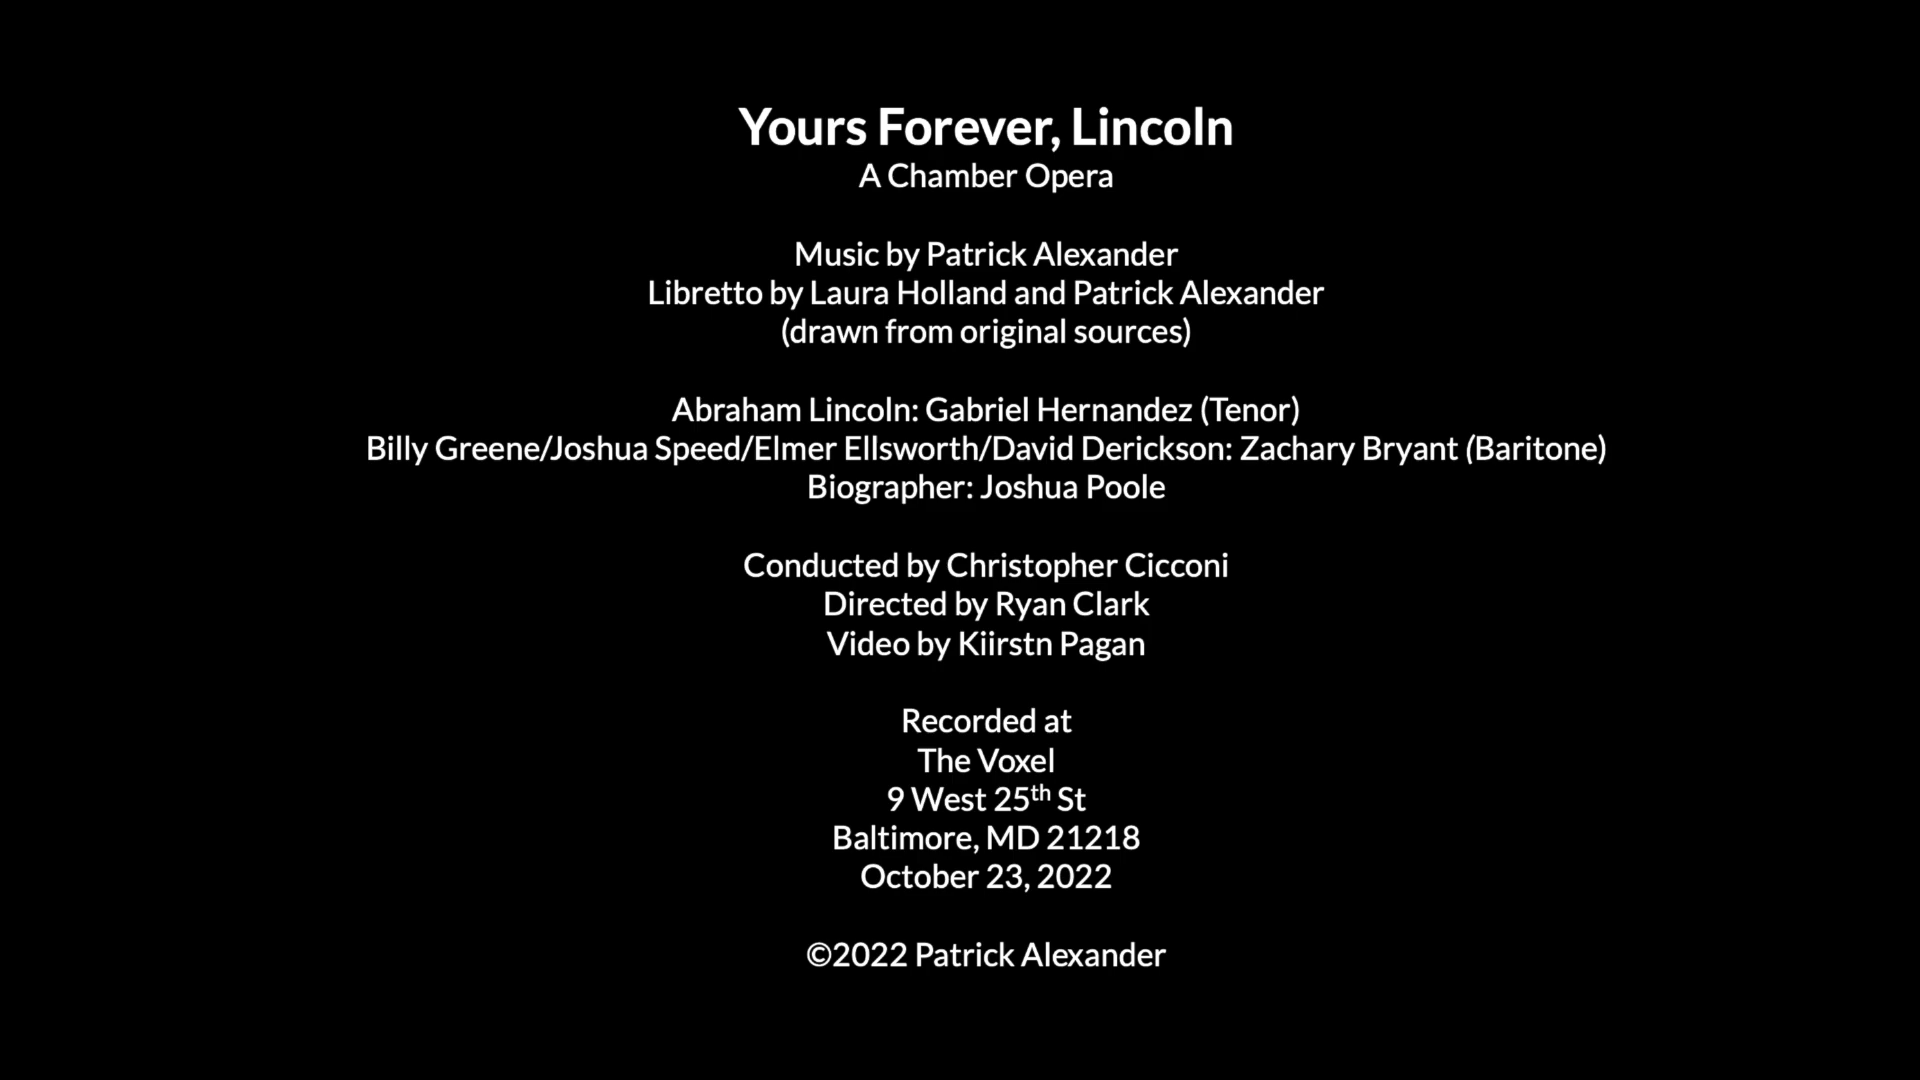 Yours Forever, Lincoln
A Chamber Opera
Music by Patrick Alexander
Libretto by Laura Holland and Patrick Alexander
(drawn from original sources)
Abraham Lincoln: Gabriel Hernandez (Tenor)
Billy Greene/Joshua Speed/Elmer Ellsworth/David Derickson: Zachary Bryant (Baritone)
Biographer: Joshua Poole
Conducted by Christopher Cicconi
Directed by Ryan Clark
Video by Kiirstn Pagan
Recorded at
The Voxel
9 West 25th St
Baltimore, MD 21218
October 23, 2022
©2022 Patrick Alexander